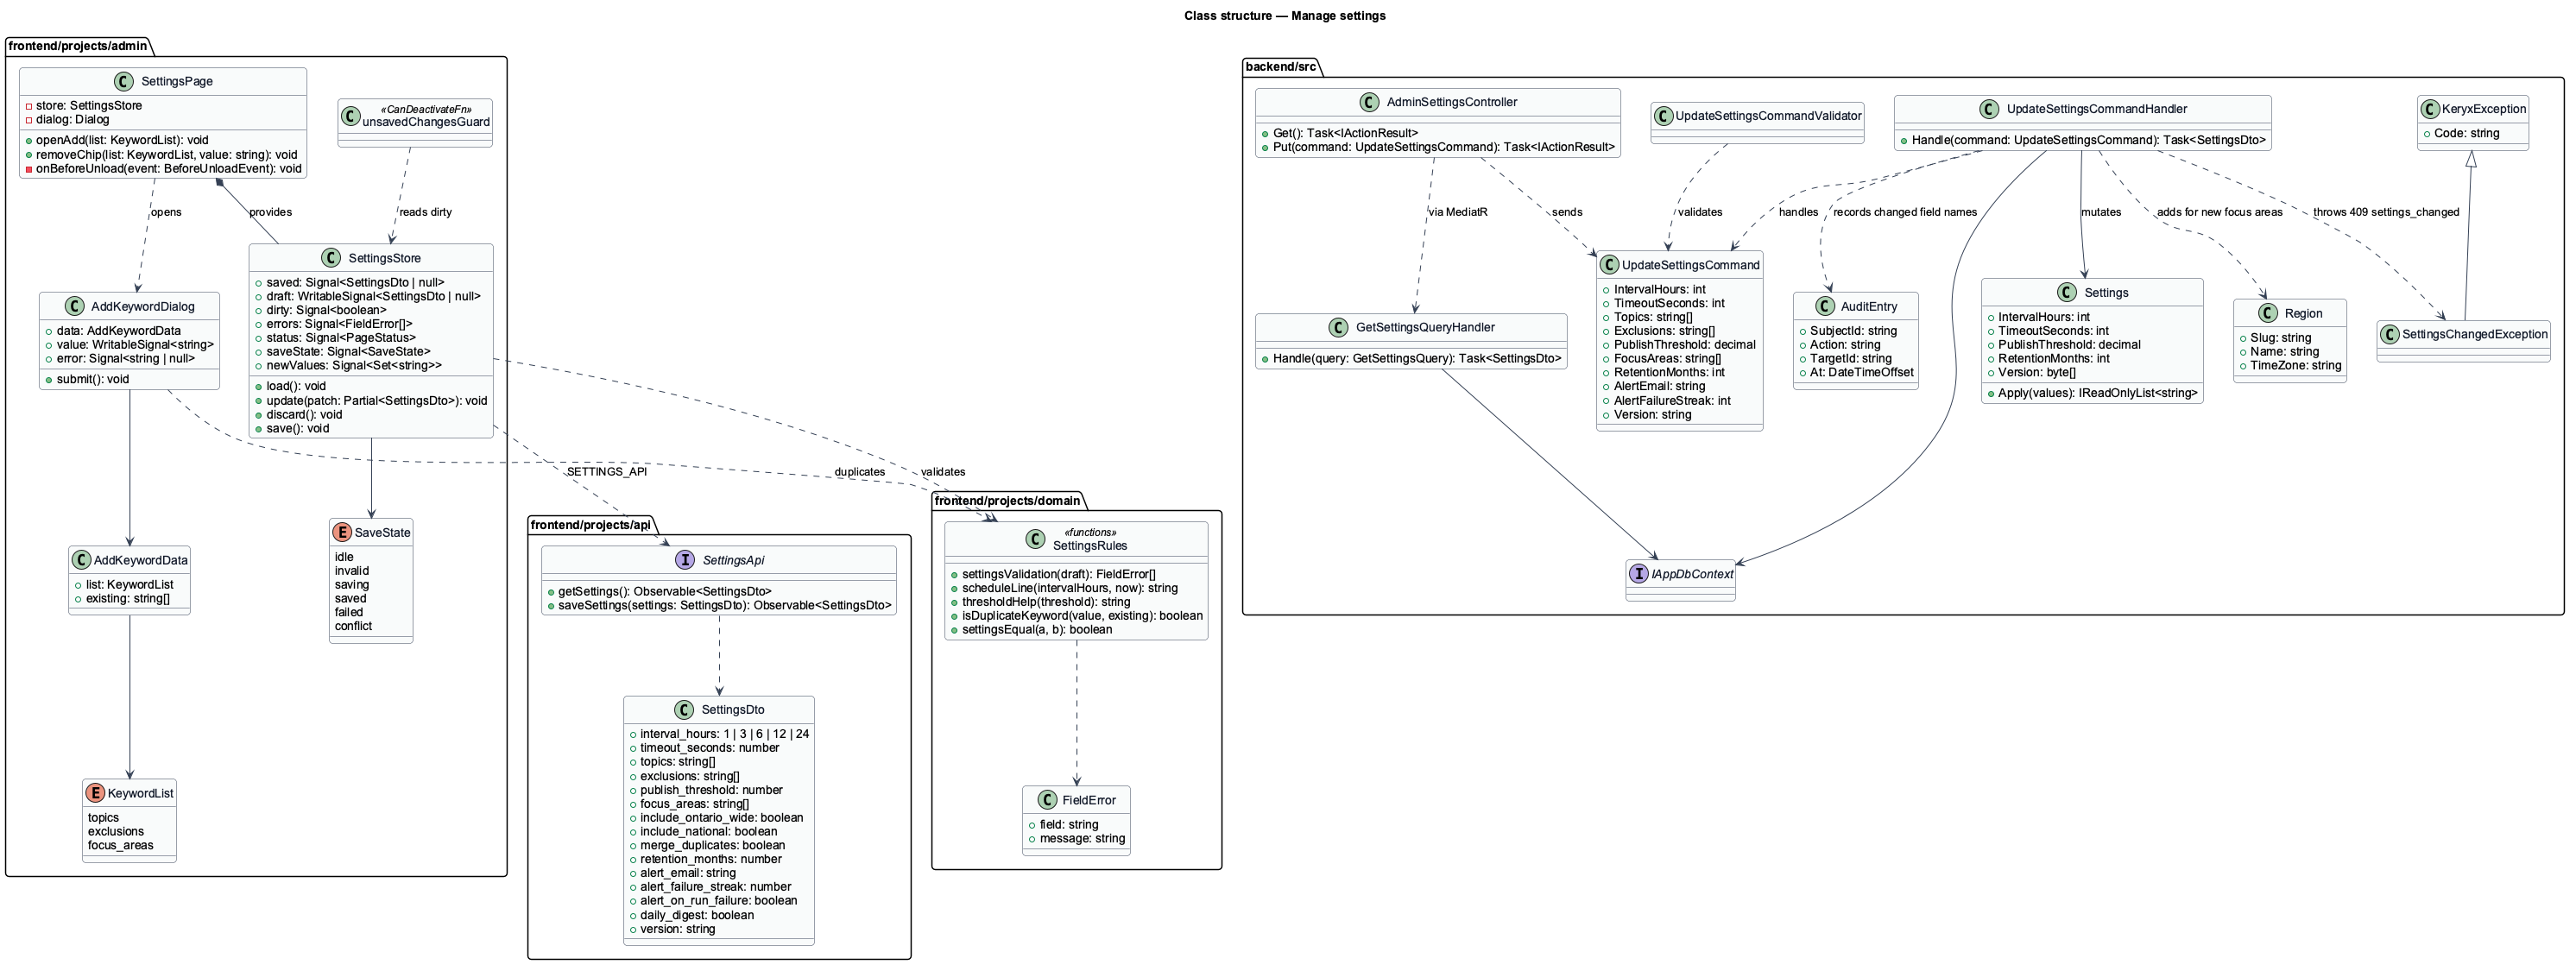 Class structure — Manage settings
frontend/projects/admin
SettingsPage
store: SettingsStore
dialog: Dialog
openAdd(list: KeywordList): void
removeChip(list: KeywordList, value: string): void
onBeforeUnload(event: BeforeUnloadEvent): void
«CanDeactivateFn»
unsavedChangesGuard
opens
provides
reads dirty
SettingsStore
saved: Signal<SettingsDto | null>
draft: WritableSignal<SettingsDto | null>
dirty: Signal<boolean>
errors: Signal<FieldError[]>
status: Signal<PageStatus>
saveState: Signal<SaveState>
newValues: Signal<Set<string>>
load(): void
update(patch: Partial<SettingsDto>): void
discard(): void
save(): void
AddKeywordDialog
data: AddKeywordData
value: WritableSignal<string>
error: Signal<string | null>
submit(): void
SETTINGS_API
duplicates
validates
AddKeywordData
list: KeywordList
existing: string[]
SaveState
idle
invalid
saving
saved
failed
conflict
KeywordList
topics
exclusions
focus_areas
frontend/projects/api
SettingsApi
getSettings(): Observable<SettingsDto>
saveSettings(settings: SettingsDto): Observable<SettingsDto>
SettingsDto
interval_hours: 1 | 3 | 6 | 12 | 24
timeout_seconds: number
topics: string[]
exclusions: string[]
publish_threshold: number
focus_areas: string[]
include_ontario_wide: boolean
include_national: boolean
merge_duplicates: boolean
retention_months: number
alert_email: string
alert_failure_streak: number
alert_on_run_failure: boolean
daily_digest: boolean
version: string
frontend/projects/domain
«functions»
SettingsRules
settingsValidation(draft): FieldError[]
scheduleLine(intervalHours, now): string
thresholdHelp(threshold): string
isDuplicateKeyword(value, existing): boolean
settingsEqual(a, b): boolean
FieldError
field: string
message: string
backend/src
AdminSettingsController
Get(): Task<IActionResult>
Put(command: UpdateSettingsCommand): Task<IActionResult>
UpdateSettingsCommandValidator
UpdateSettingsCommandHandler
Handle(command: UpdateSettingsCommand): Task<SettingsDto>
KeryxException
Code: string
via MediatR
sends
validates
handles
records changed field names
mutates
adds for new focus areas
throws 409 settings_changed
GetSettingsQueryHandler
Handle(query: GetSettingsQuery): Task<SettingsDto>
UpdateSettingsCommand
IntervalHours: int
TimeoutSeconds: int
Topics: string[]
Exclusions: string[]
PublishThreshold: decimal
FocusAreas: string[]
RetentionMonths: int
AlertEmail: string
AlertFailureStreak: int
Version: string
AuditEntry
SubjectId: string
Action: string
TargetId: string
At: DateTimeOffset
Settings
IntervalHours: int
TimeoutSeconds: int
PublishThreshold: decimal
RetentionMonths: int
Version: byte[]
Apply(values): IReadOnlyList<string>
Region
Slug: string
Name: string
TimeZone: string
SettingsChangedException
IAppDbContext